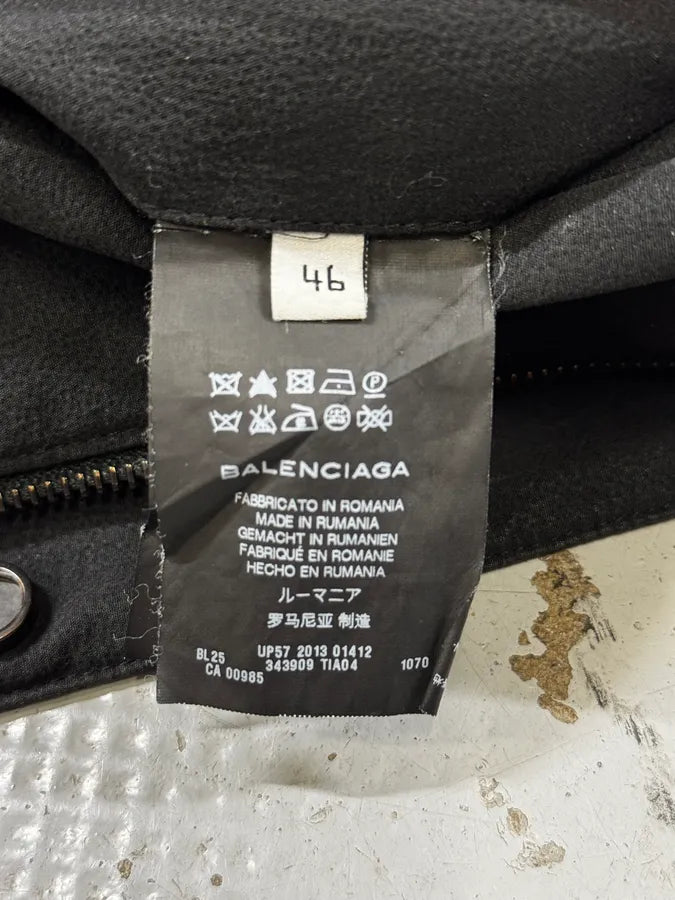 46
BALENCIAGA
FABBRICATO IN ROMANIA
MADE IN RUMANIA
GEMACHT IN RUMANIEN
FABRIQUÉ EN ROMANIE
HECHO EN RUMANIA
ルーマニア
罗马尼亚 制造
BL25 UP57 2013 01412
CA 00985 343909 TIA04 1070